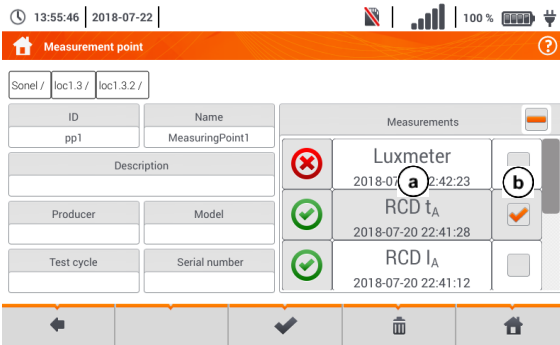 13:55:46 2018-07-22 100 %
Measurement point ?
Sonel / loc1.3 / loc1.3.2 /
ID Name Measurements
pp1 MeasuringPoint1
Description
Producer Model
Test cycle Serial number
Luxmeter
2018-07 2:42:23
a b
RCD tA
2018-07-20 22:41:28
RCD IA
2018-07-20 22:41:12